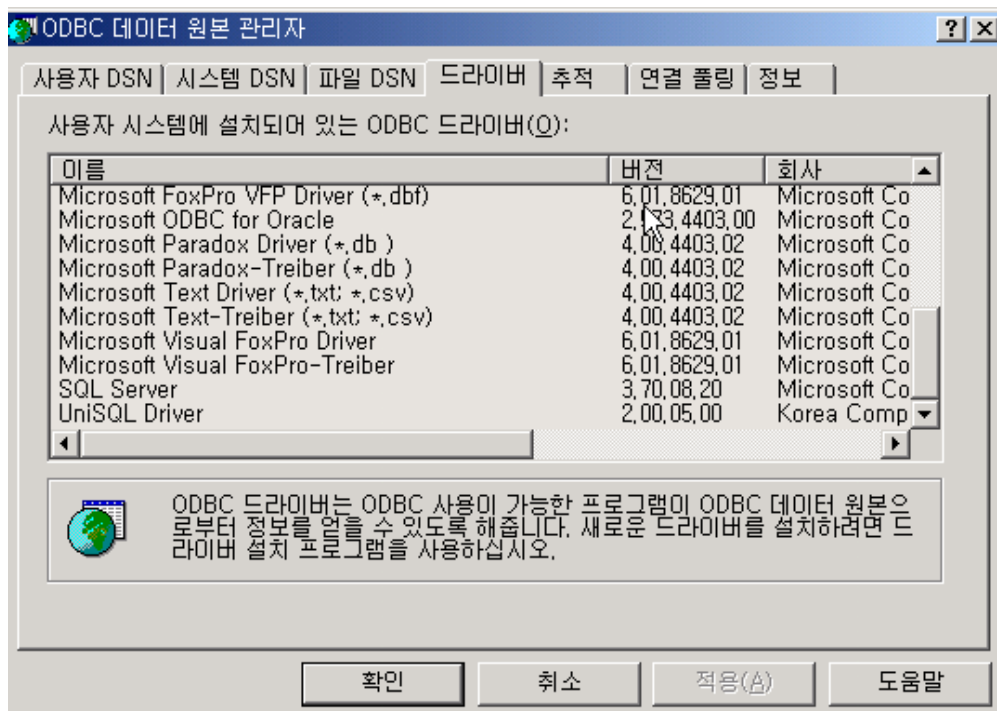 ODBC 데이터 원본 관리자
사용자 DSN 시스템 DSN 파일 DSN 드라이버 추적 연결 풀링 정보
사용자 시스템에 설치되어 있는 ODBC 드라이버(O):
이름 버전 회사
Microsoft FoxPro VFP Driver (*.dbf) 6.01.8629.01 Microsoft Co
Microsoft ODBC for Oracle Microsoft Co
Microsoft Paradox Driver (*.db ) 4.00.4403.02 Microsoft Co
Microsoft Paradox-Treiber (*.db ) 4.00.4403.02 Microsoft Co
Microsoft Text Driver (*.txt; *.csv) 4.00.4403.02 Microsoft Co
Microsoft Text-Treiber (*.txt; *.csv) 4.00.4403.02 Microsoft Co
Microsoft Visual FoxPro Driver 6.01.8629.01 Microsoft Co
Microsoft Visual FoxPro-Treiber 6.01.8629.01 Microsoft Co
SQL Server 3.70.08.20 Microsoft Co
UniSQL Driver 2.00.05.00 Korea Comp
ODBC 드라이버는 ODBC 사용이 가능한 프로그램이 ODBC 데이터 원본으
로부터 정보를 얻을 수 있도록 해줍니다. 새로운 드라이버를 설치하려면 드
라이버 설치 프로그램을 사용하십시오.
확인 취소 적용(A) 도움말